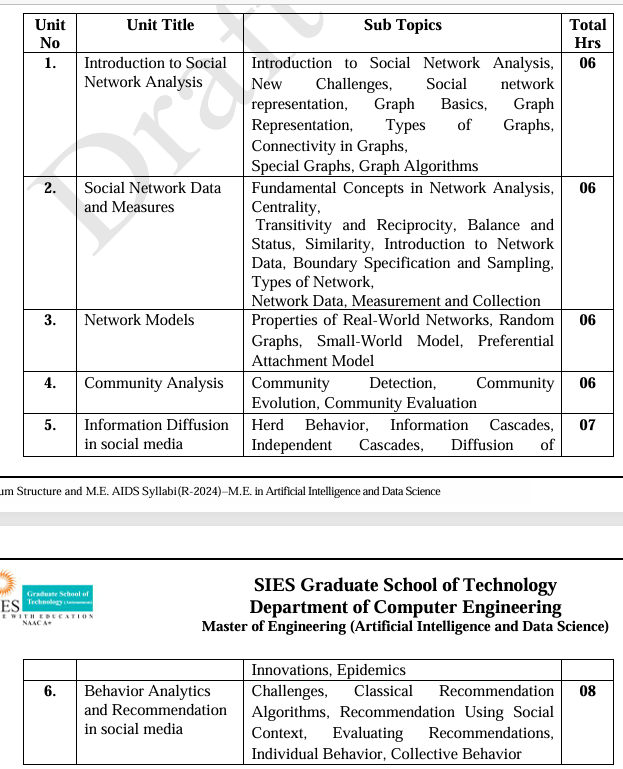 Unit No Unit Title Sub Topics Total Hrs
1. Introduction to Social Introduction to Social Network Analysis, 06
Network Analysis New Challenges, Social network
representation, Graph Basics, Graph
Representation, Types of Graphs,
Connectivity in Graphs,
Special Graphs, Graph Algorithms
2. Social Network Data Fundamental Concepts in Network Analysis, 06
and Measures Centrality,
Transitivity and Reciprocity, Balance and
Status, Similarity, Introduction to Network
Data, Boundary Specification and Sampling,
Types of Network,
Network Data, Measurement and Collection
3. Network Models Properties of Real-World Networks, Random 06
Graphs, Small-World Model, Preferential
Attachment Model
4. Community Analysis Community Detection, Community 06
Evolution, Community Evaluation
5. Information Diffusion Herd Behavior, Information Cascades, 07
in social media Independent Cascades, Diffusion of
um Structure and M.E. AIDS Syllabi(R-2024)–M.E. in Artificial Intelligence and Data Science
Graduate School of
Technology
ES
E WITH EDUCATION
NAAC A+
SIES Graduate School of Technology
Department of Computer Engineering
Master of Engineering (Artificial Intelligence and Data Science)
Innovations, Epidemics
6. Behavior Analytics Challenges, Classical Recommendation 08
and Recommendation Algorithms, Recommendation Using Social
in social media Context, Evaluating Recommendations,
Individual Behavior, Collective Behavior
Draft